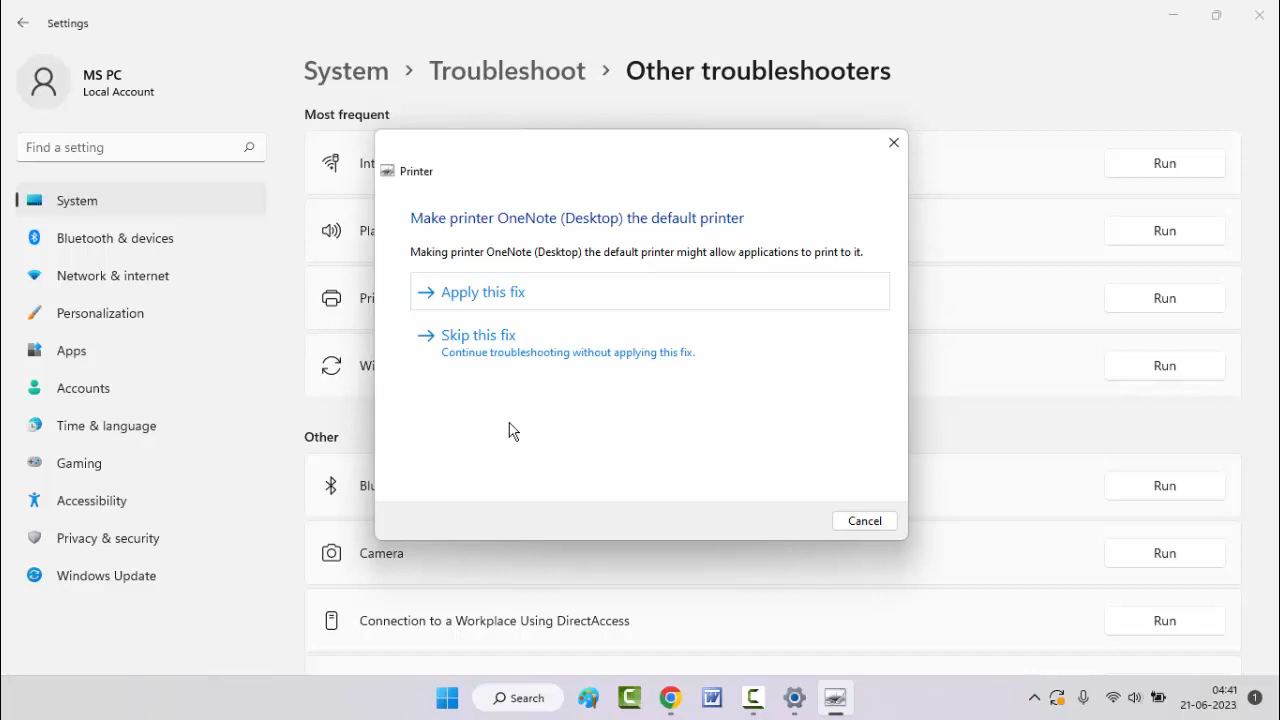 Settings
MS PC
Local Account
Find a setting
System
Bluetooth & devices
Network & internet
Personalization
Apps
Accounts
Time & language
Gaming
Accessibility
Privacy & security
Windows Update
System > Troubleshoot > Other troubleshooters
Most frequent
Int
Run
Pla
Run
Pri
Run
Wi
Run
Printer
Make printer OneNote (Desktop) the default printer
Making printer OneNote (Desktop) the default printer might allow applications to print to it.
Apply this fix
Skip this fix
Continue troubleshooting without applying this fix.
Cancel
Other
Blu
Run
Camera
Run
Connection to a Workplace Using DirectAccess
Run
Search
04:41
21-06-2023
1